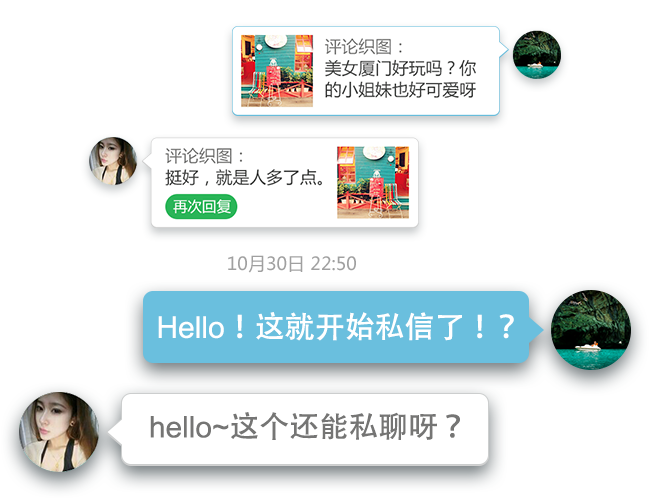 评论织图：
美女厦门好玩吗？你
的小姐妹也好可爱呀
评论织图：
挺好，就是人多了点。
再次回复
10月30日 22:50
Hello！这就开始私信了！？
hello~这个还能私聊呀？